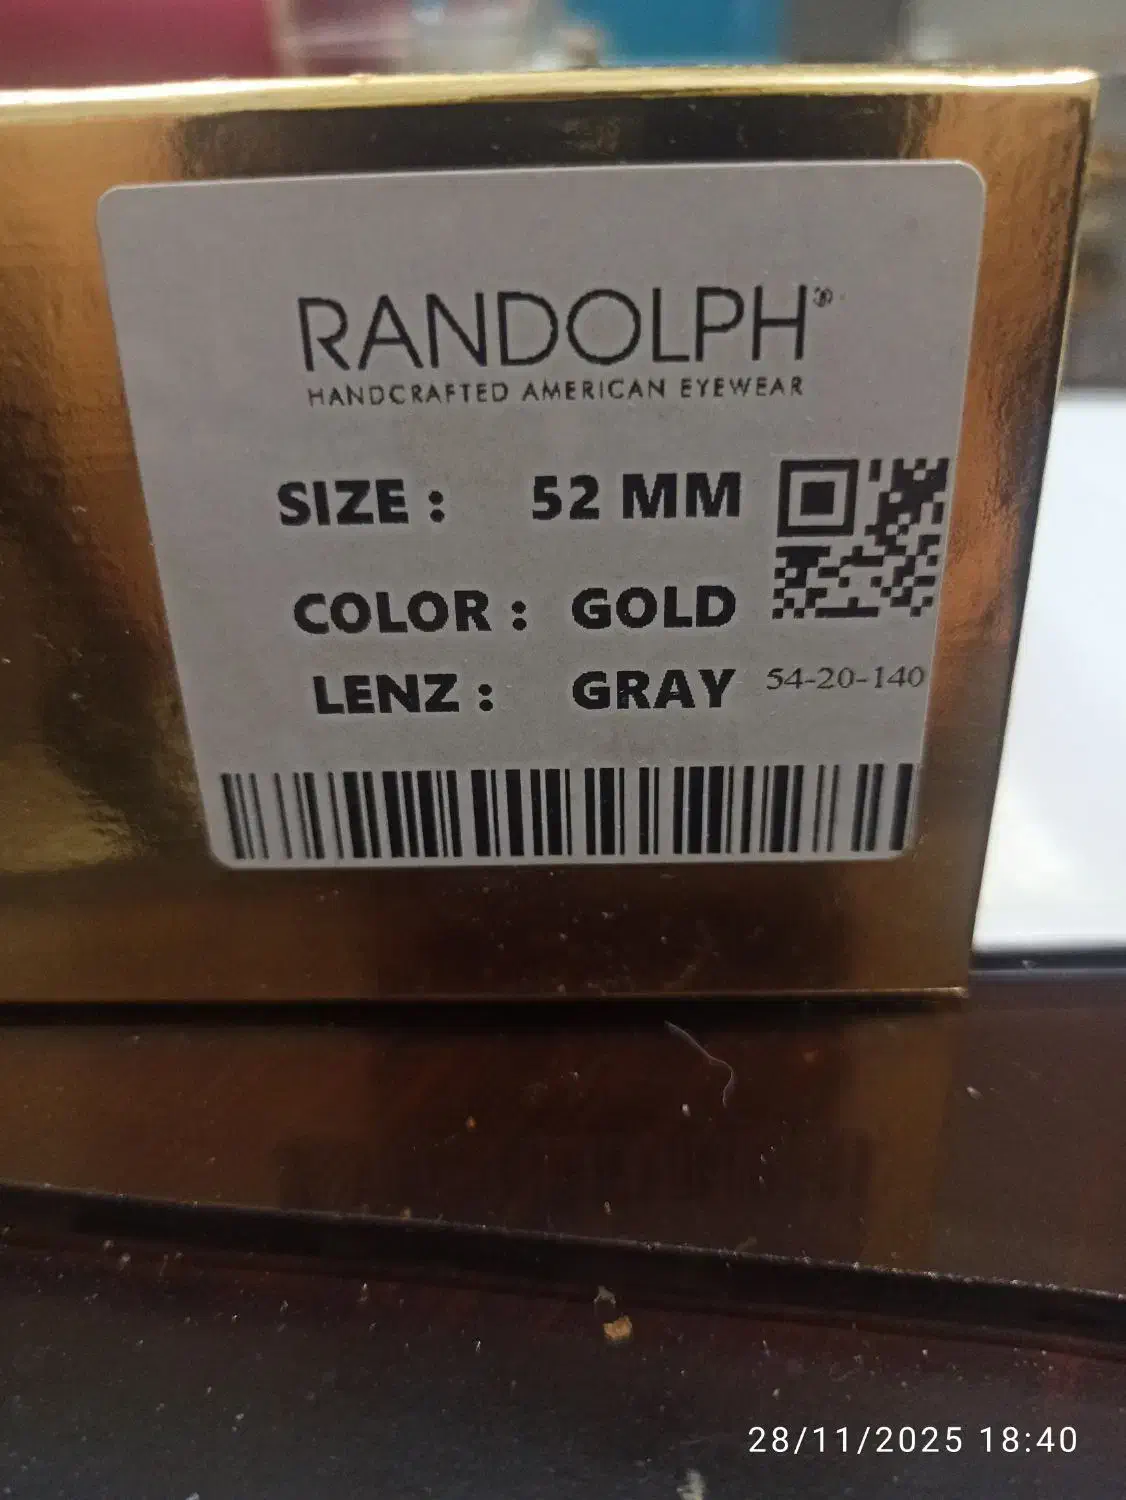 RANDOLPH®
HANDCRAFTED AMERICAN EYEWEAR
SIZE : 52 MM
COLOR : GOLD
LENZ : GRAY 54-20-140
28/11/2025 18:40